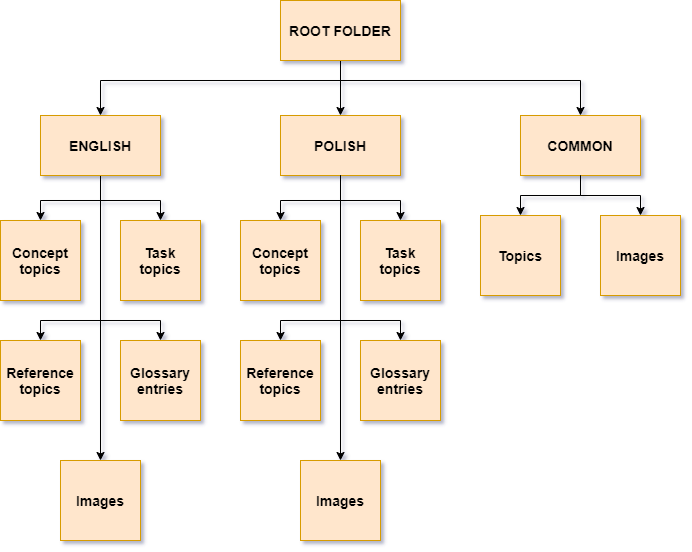 ROOT FOLDER
ENGLISH
POLISH
COMMON
Concept
topics
Task
topics
Concept
topics
Task
topics
Topics
Images
Reference
topics
Glossary
entries
Reference
topics
Glossary
entries
Images
Images